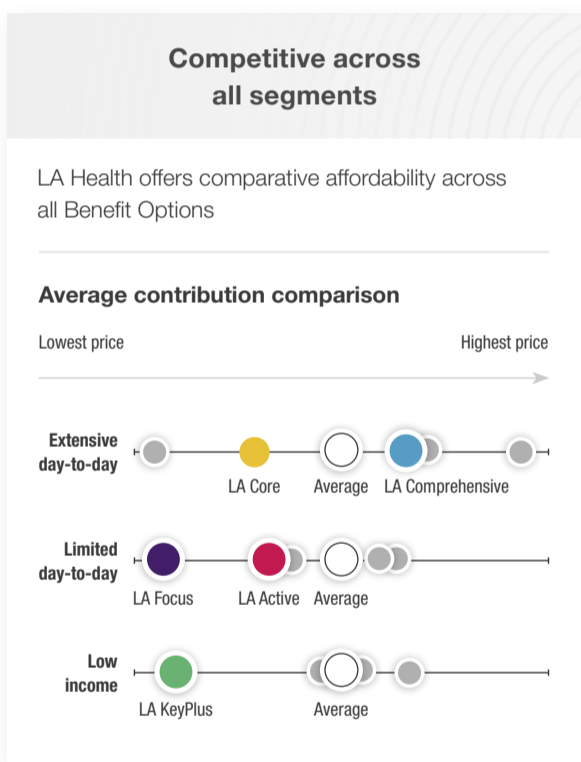 Competitive across
all segments
LA Health offers comparative affordability across
all Benefit Options
Average contribution comparison
Lowest price
Highest price
Extensive
day-to-day
LA Core
Average
LA Comprehensive
Limited
day-to-day
LA Focus
LA Active
Average
Low
income
LA KeyPlus
Average